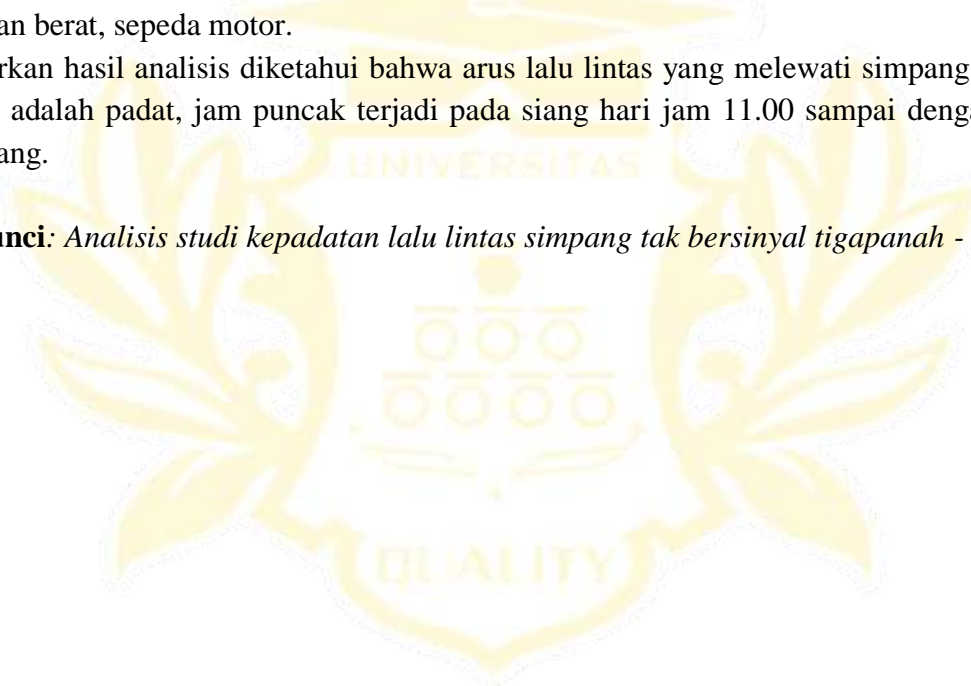 an berat, sepeda motor.
rkan hasil analisis diketahui bahwa arus lalu lintas yang melewati simpang
adalah padat, jam puncak terjadi pada siang hari jam 11.00 sampai denga
ang.
UNIVERSITAS
unci: Analisis studi kepadatan lalu lintas simpang tak bersinyal tigapanah -
QUALITY